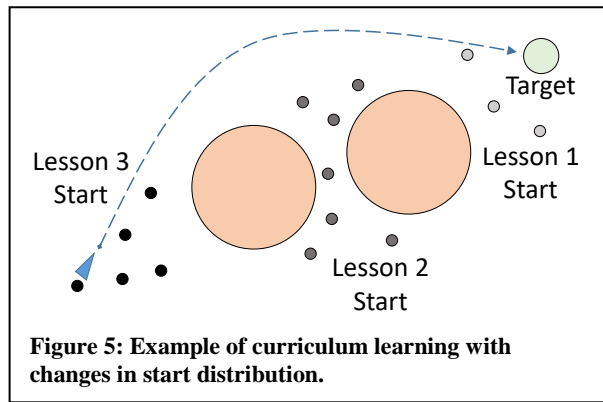 Target
Lesson 1
Start
Lesson 3
Start
Lesson 2
Start
Figure 5: Example of curriculum learning with
changes in start distribution.